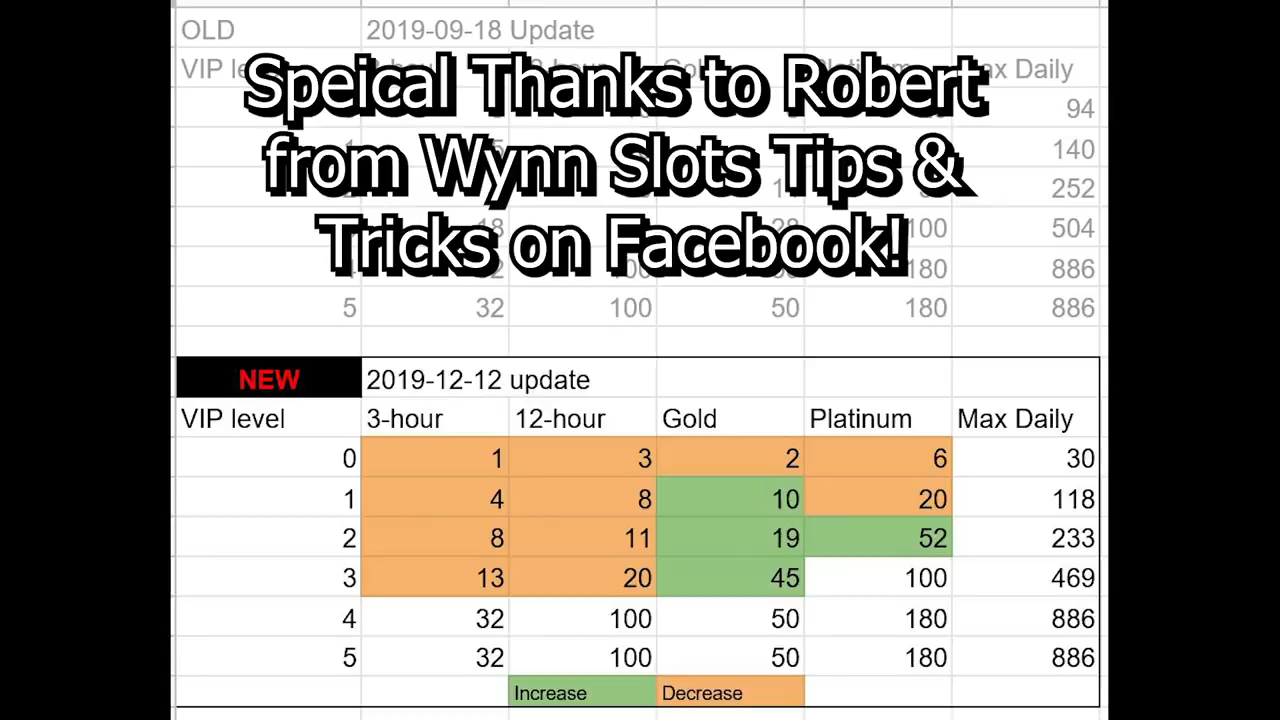 OLD 2019-09-18 Update
Speical Thanks to Robert
from Wynn Slots Tips &
Tricks on Facebook!
VIP Daily
94
140
252
18 100 504
180 886
5 32 100 50 180 886
NEW 2019-12-12 update
VIP level 3-hour 12-hour Gold Platinum Max Daily
0 1 3 2 6 30
1 4 8 10 20 118
2 8 11 19 52 233
3 13 20 45 100 469
4 32 100 50 180 886
5 32 100 50 180 886
Increase Decrease